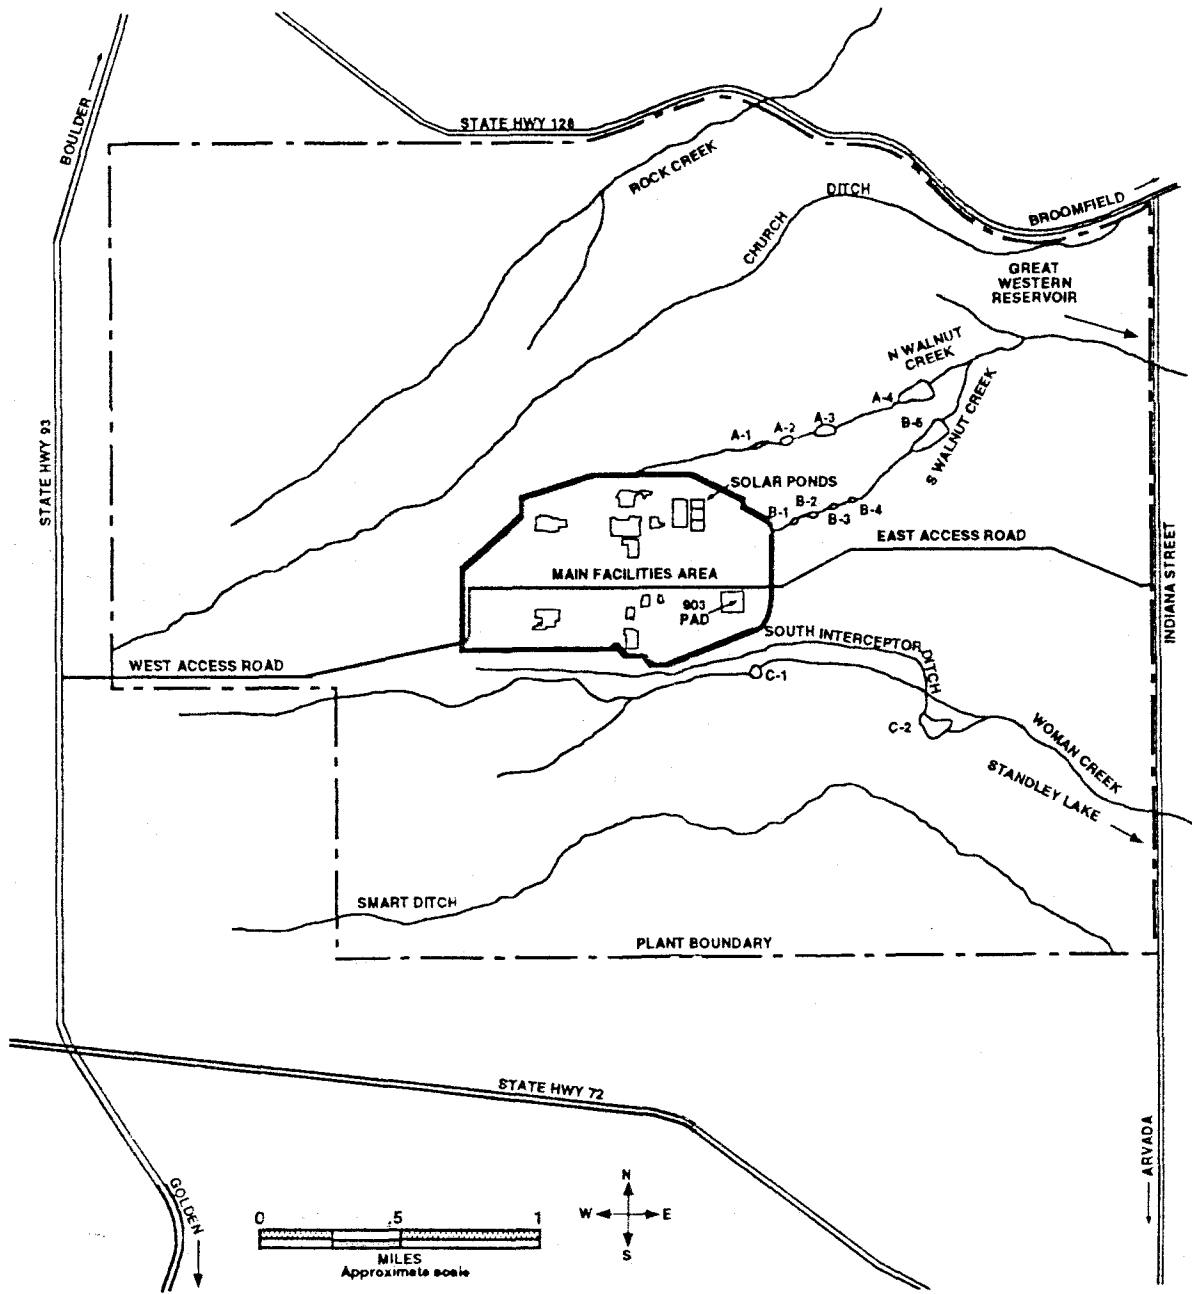 STATE HWY 128
BOULDER
ROCK CREEK
DITCH
CHURCH
BROOMFIELD
GREAT
WESTERN
RESERVOIR
N WALNUT
CREEK
A-4
A-3
A-2
A-1
B-5
S WALNUT CREEK
STATE HWY 93
SOLAR PONDS
B-2
B-1
B-4
B-3
EAST ACCESS ROAD
MAIN FACILITIES AREA
INDIANA STREET
903
PAD
SOUTH INTERCEPTOR
DITCH
WEST ACCESS ROAD
C-1
C-2
WOMAN CREEK
STANDLEY LAKE
SMART DITCH
PLANT BOUNDARY
STATE HWY 72
ARVADA
GOLDEN
N
W E
S
0 .5 1
MILES
Approximate scale